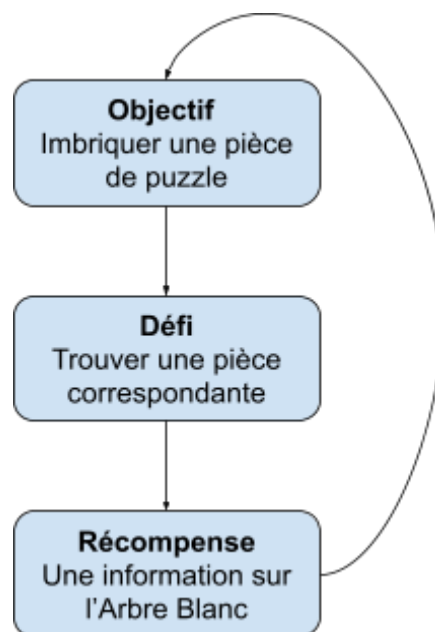 Objectif
Imbriquer une pièce
de puzzle
Défi
Trouver une pièce
correspondante
Récompense
Une information sur
l'Arbre Blanc